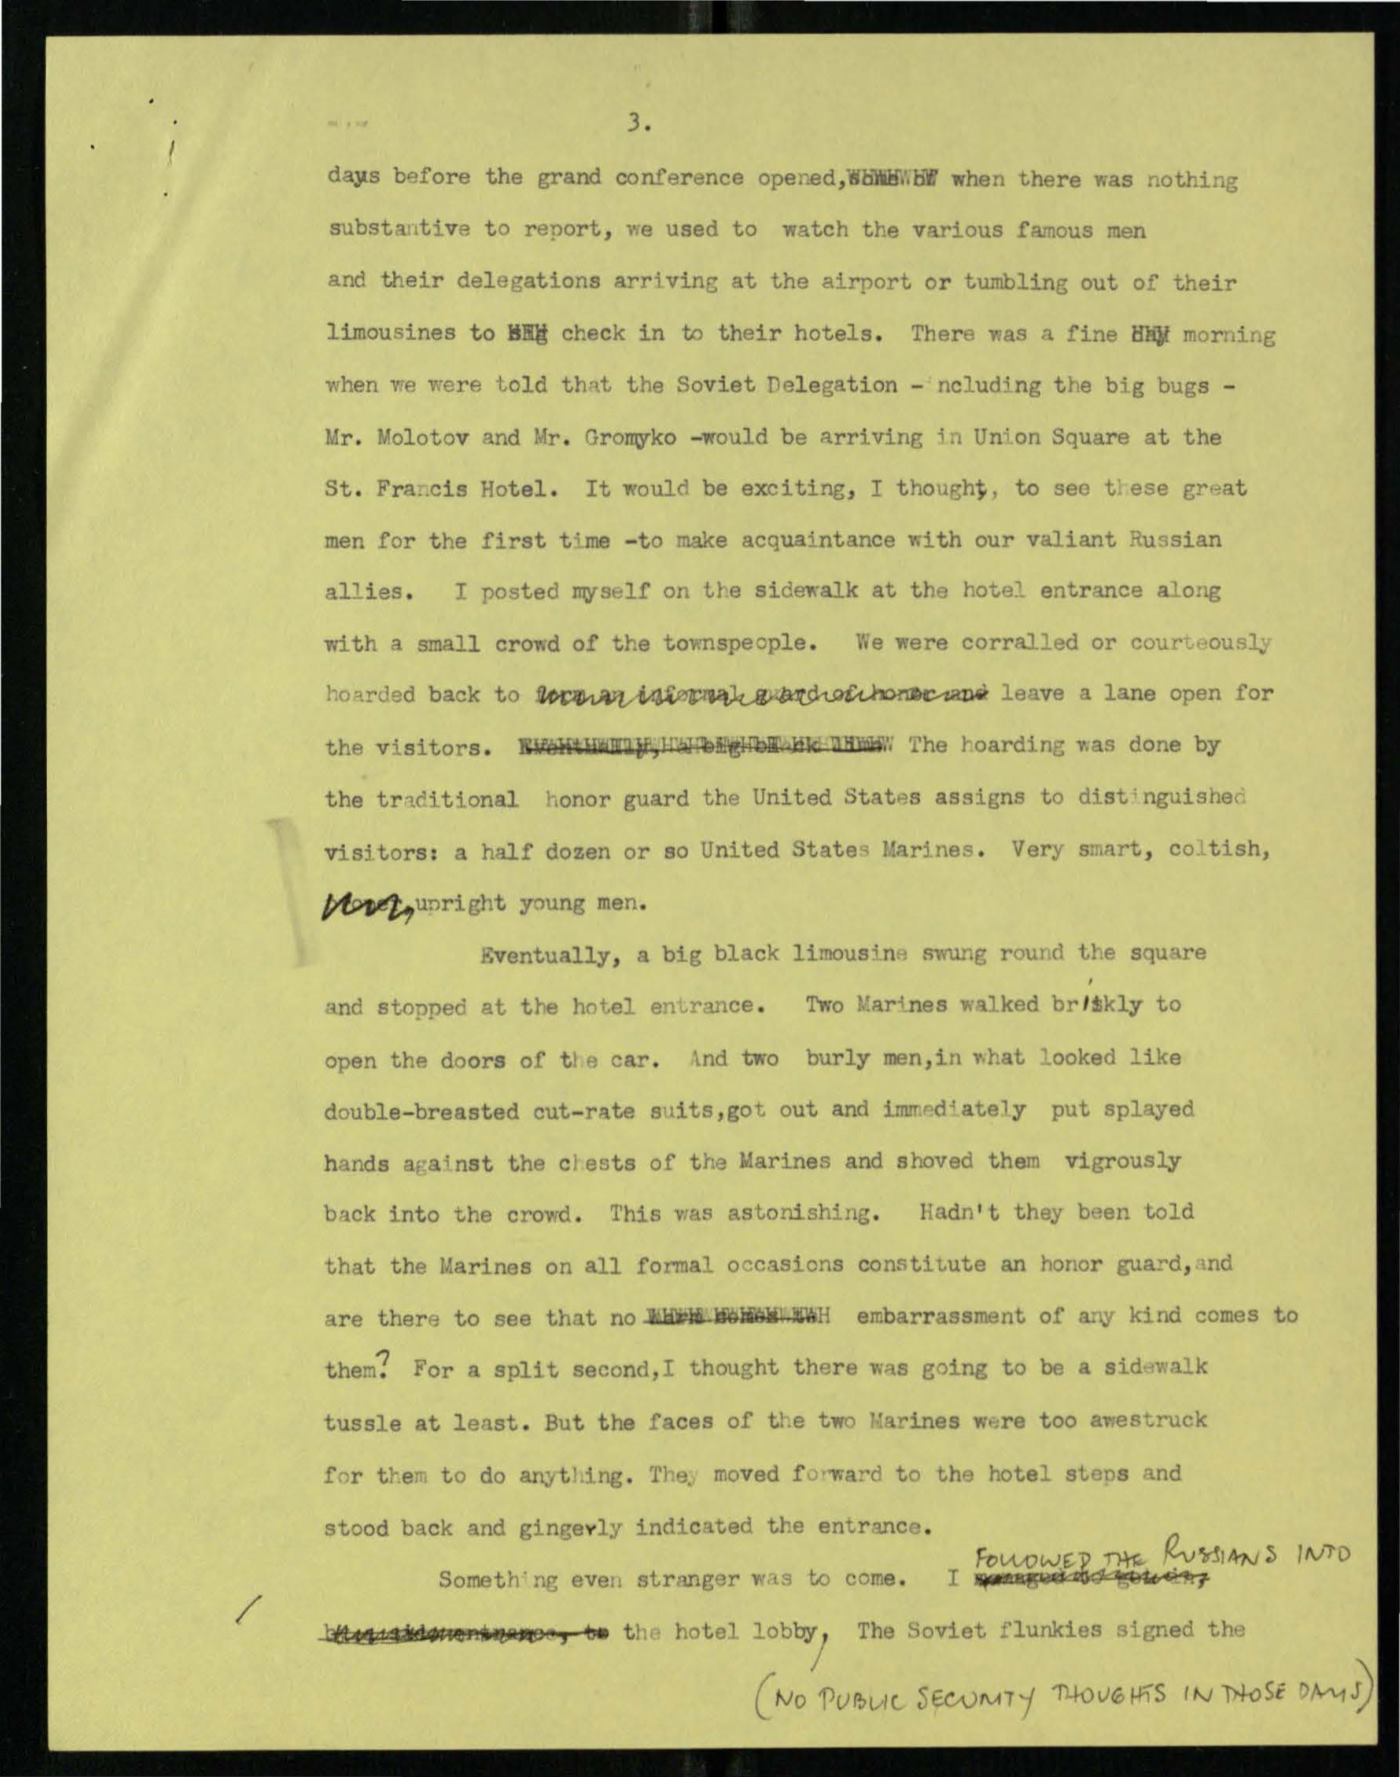 3.
days before the grand conference opened, when there was nothing
substantive to report, we used to watch the various famous men
and their delegations arriving at the airport or tumbling out of their
limousines to check in to their hotels. There was a fine morning
when we were told that the Soviet Delegation - ncluding the big bugs -
Mr. Molotov and Mr. Gromyko -would be arriving in Union Square at the
St. Francis Hotel. It would be exciting, I thought, to see these great
men for the first time -to make acquaintance with our valiant Russian
allies. I posted myself on the sidewalk at the hotel entrance along
with a small crowd of the townspeople. We were corralled or courteously
hoarded back to leave a lane open for
the visitors. The hoarding was done by
the traditional honor guard the United States assigns to distinguished
visitors: a half dozen or so United States Marines. Very smart, coltish,
upright young men.
Eventually, a big black limousine swung round the square
and stopped at the hotel entrance. Two Marines walked briskly to
open the doors of the car. And two burly men,in what looked like
double-breasted cut-rate suits,got out and immediately put splayed
hands against the chests of the Marines and shoved them vigrously
back into the crowd. This was astonishing. Hadn't they been told
that the Marines on all formal occasions constitute an honor guard,and
are there to see that no embarrassment of any kind comes to
them? For a split second,I thought there was going to be a sidewalk
tussle at least. But the faces of the two Marines were too awestruck
for them to do anything. They moved forward to the hotel steps and
stood back and gingerly indicated the entrance.
FOLLOWED THE RUSSIANS INTO
Something even stranger was to come. I
the hotel lobby, The Soviet flunkies signed the
(NO PUBLIC SECURITY THOUGHTS IN THOSE DAYS)